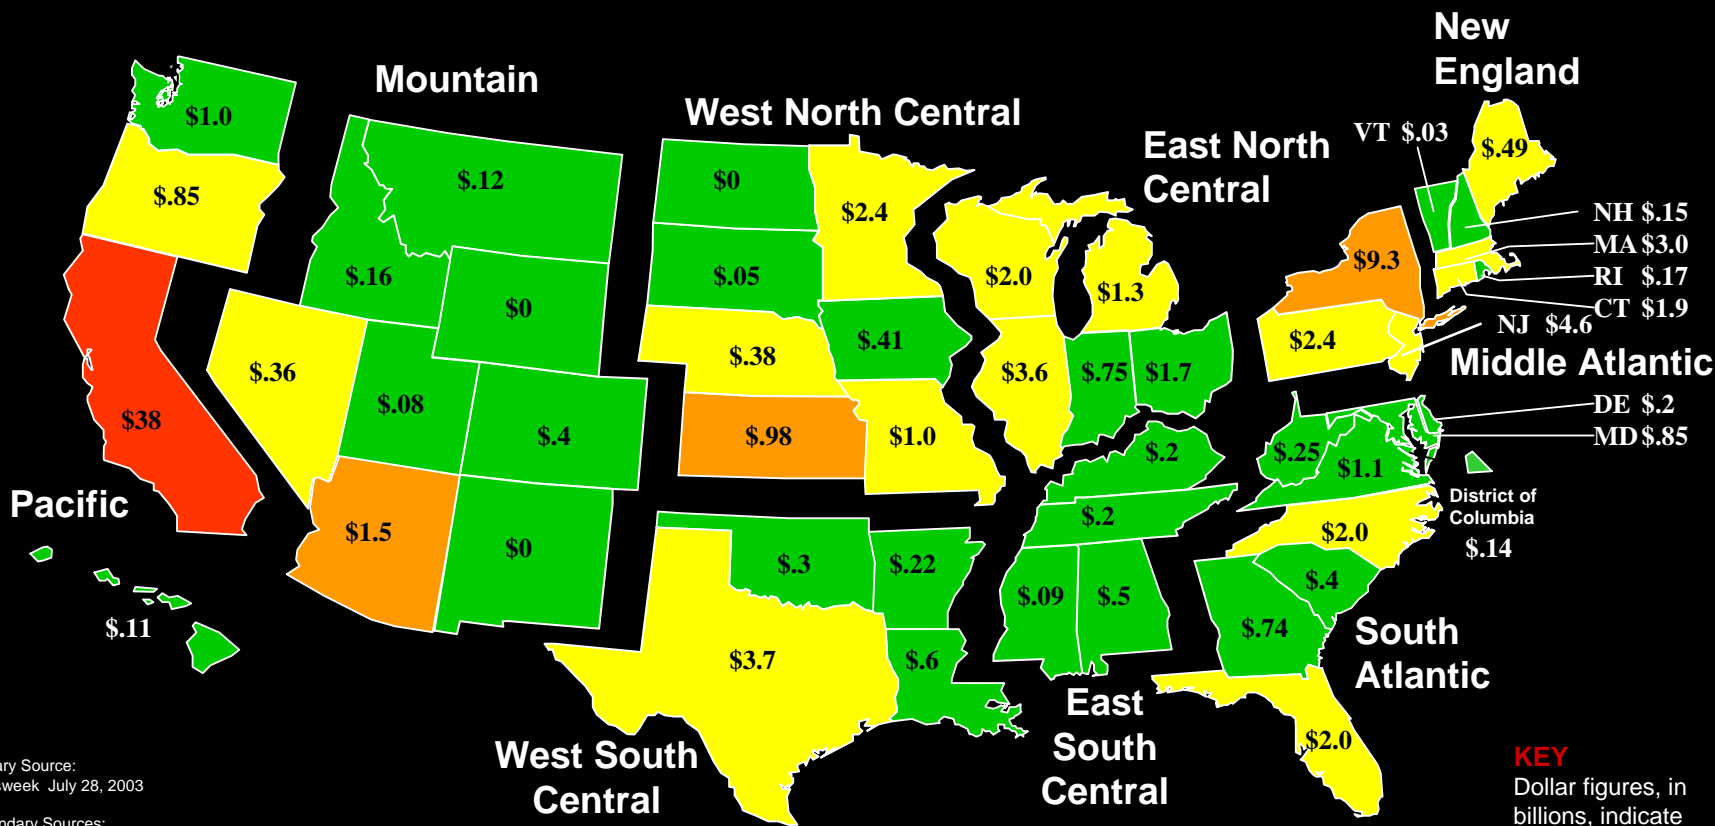 New
England
Mountain
West North Central
East North
Central
VT $.03
$1.0
$.12
$0
$.49
$.85
$2.4
NH $.15
MA $3.0
RI $.17
CT $1.9
NJ $4.6
$.16
$.05
$2.0
$1.3
$9.3
$0
$.41
$2.4
$.36
$.38
$3.6
$.75
$1.7
Middle Atlantic
$38
$.08
$.4
$.98
$1.0
DE $.2
MD $.85
$.2
$.25
$1.1
Pacific
District of
Columbia
$.14
$1.5
$0
$.2
$2.0
$.3
$.22
$.09
$.5
$.4
$.11
$.74
South
Atlantic
$3.7
$.6
East
South
Central
$2.0
West South
Central
Source:
July 28, 2003
Sources:
KEY
Dollar figures, in
billions, indicate